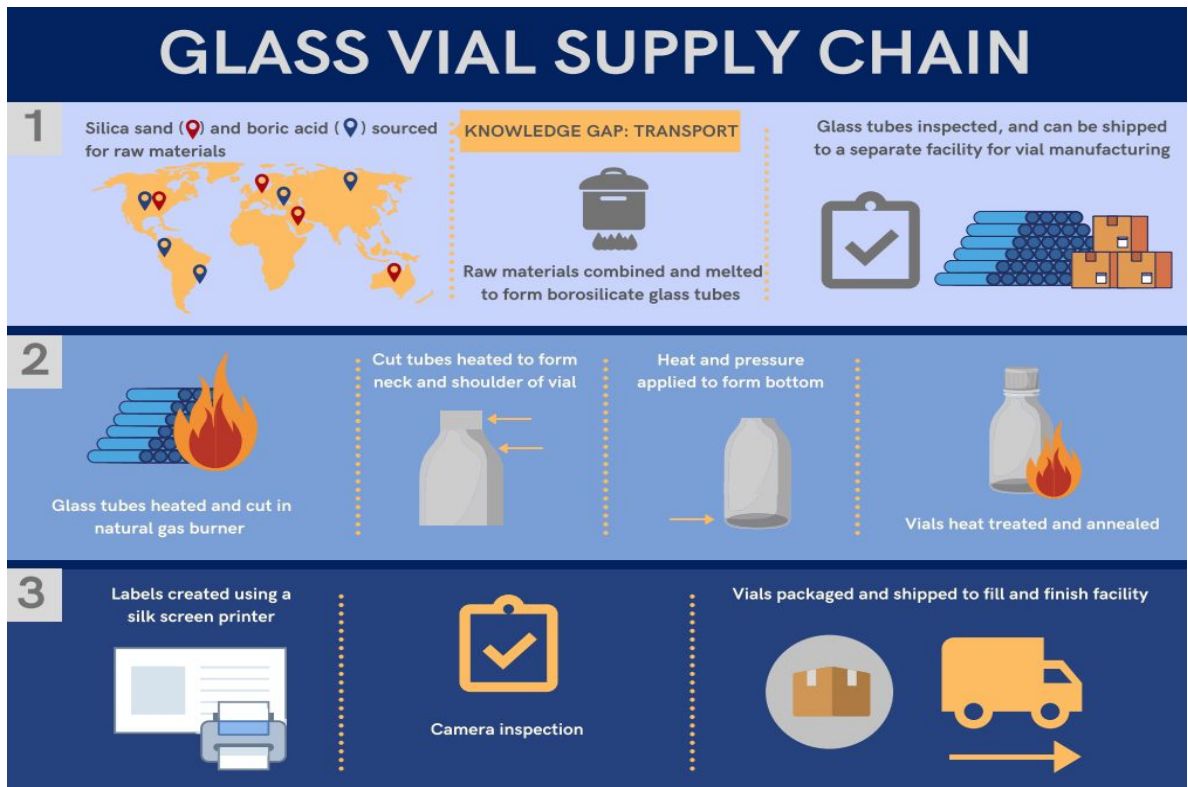 GLASS VIAL SUPPLY CHAIN
1
Silica sand ( ) and boric acid ( ) sourced
for raw materials
KNOWLEDGE GAP: TRANSPORT
Raw materials combined and melted
to form borosilicate glass tubes
Glass tubes inspected, and can be shipped
to a separate facility for vial manufacturing
2
Glass tubes heated and cut in
natural gas burner
Cut tubes heated to form
neck and shoulder of vial
Heat and pressure
applied to form bottom
Vials heat treated and annealed
3
Labels created using a
silk screen printer
Camera inspection
Vials packaged and shipped to fill and finish facility